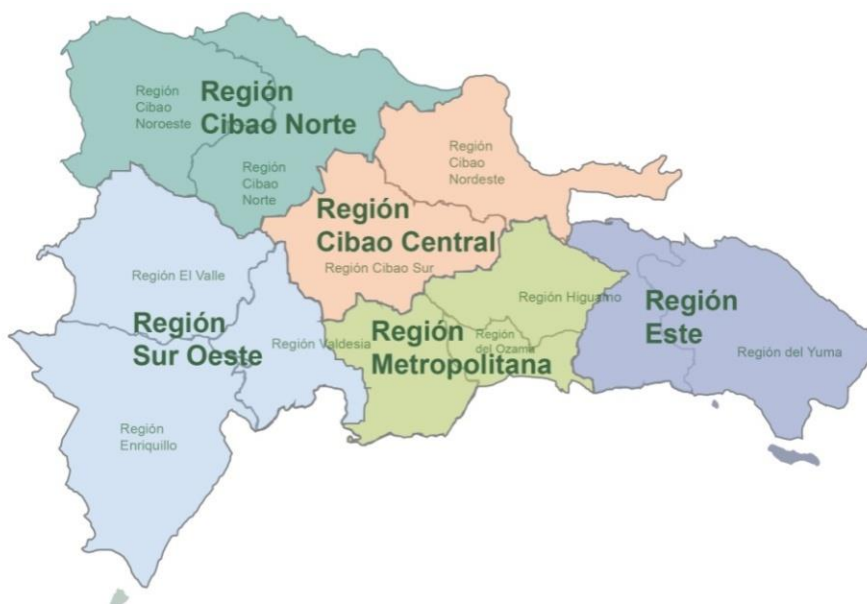 Región
Cibao
Noroeste
Región
Cibao Norte
Región
Cibao
Norte
Región
Cibao
Nordeste
Región
Cibao Central
Región Cibao Sur
Región El Valle
Región
Sur Oeste
Región Valdesia
Región
Enriquillo
Región
Metropolitana
Región
del Ozama
Región Higuamo
Región
Este
Región del Yuma